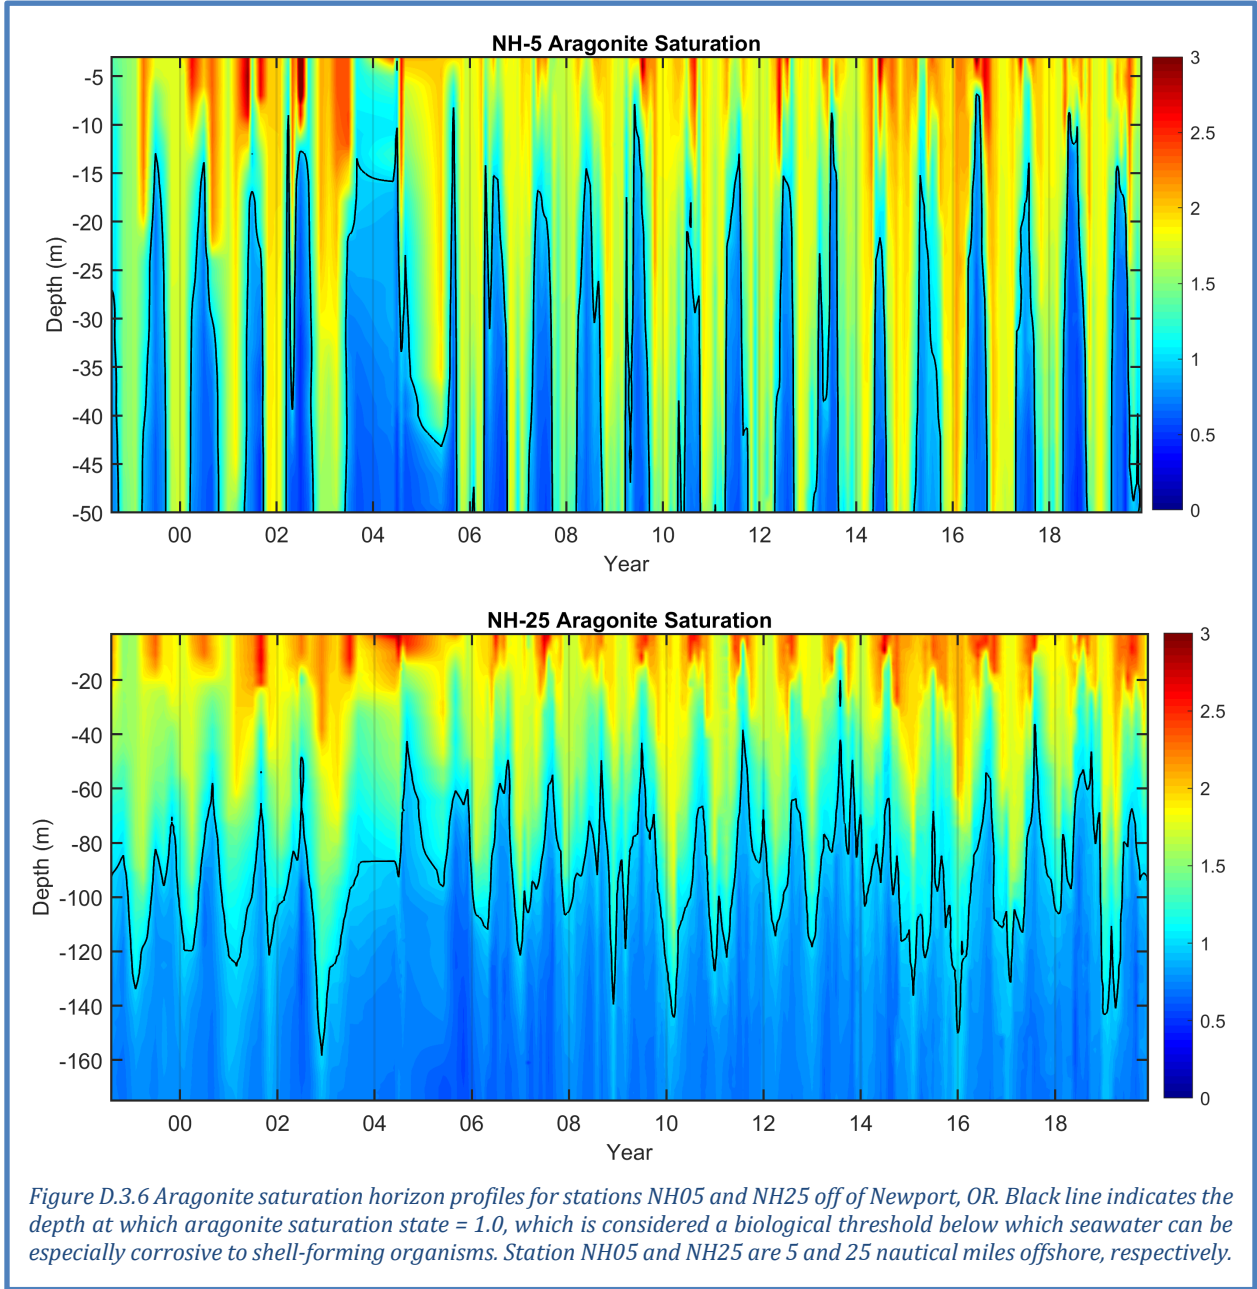 NH-5 Aragonite Saturation
-5
-10
-15
-20
-25
-30
-35
-40
-45
-50
Depth (m)
00 02 04 06 08 10 12 14 16 18
Year
3
2.5
2
1.5
1
0.5
0
NH-25 Aragonite Saturation
-20
-40
-60
-80
-100
-120
-140
-160
Depth (m)
00 02 04 06 08 10 12 14 16 18
Year
3
2.5
2
1.5
1
0.5
0
Figure D.3.6 Aragonite saturation horizon profiles for stations NH05 and NH25 off of Newport, OR. Black line indicates the
depth at which aragonite saturation state = 1.0, which is considered a biological threshold below which seawater can be
especially corrosive to shell-forming organisms. Station NH05 and NH25 are 5 and 25 nautical miles offshore, respectively.